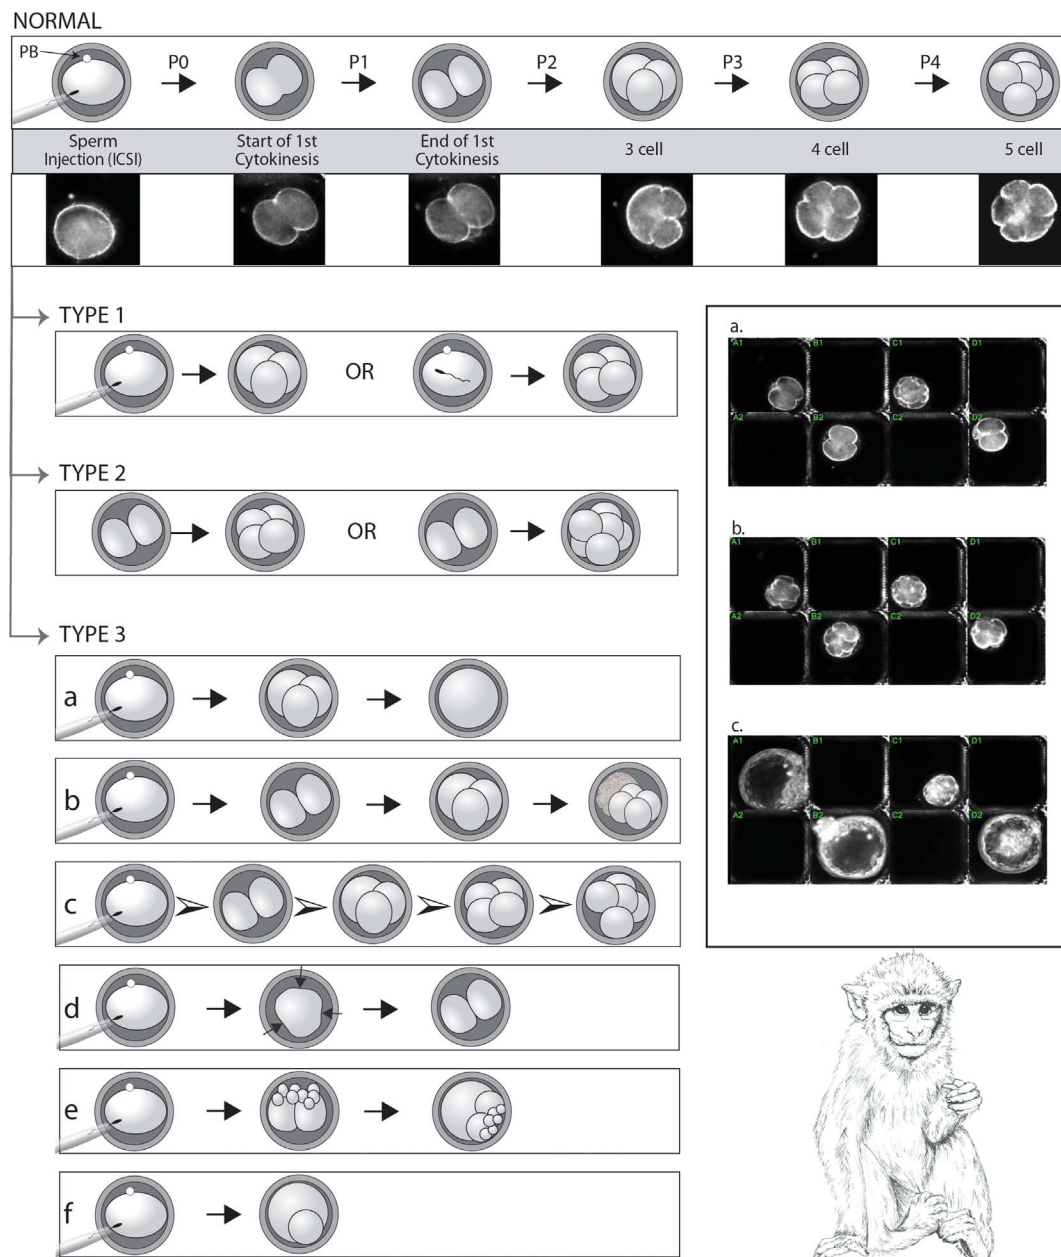 NORMAL
PB
P0
P1
P2
P3
P4
Sperm
Injection (ICSI)
Start of 1st
Cytokinesis
End of 1st
Cytokinesis
3 cell
4 cell
5 cell
TYPE 1
OR
TYPE 2
OR
TYPE 3
a
b
c
d
e
f
a.
A1 B1 C1 D1
A2 B2 C2 D2
b.
A1 B1 C1 D1
A2 B2 C2 D2
c.
A1 B1 C1 D1
A2 B2 C2 D2